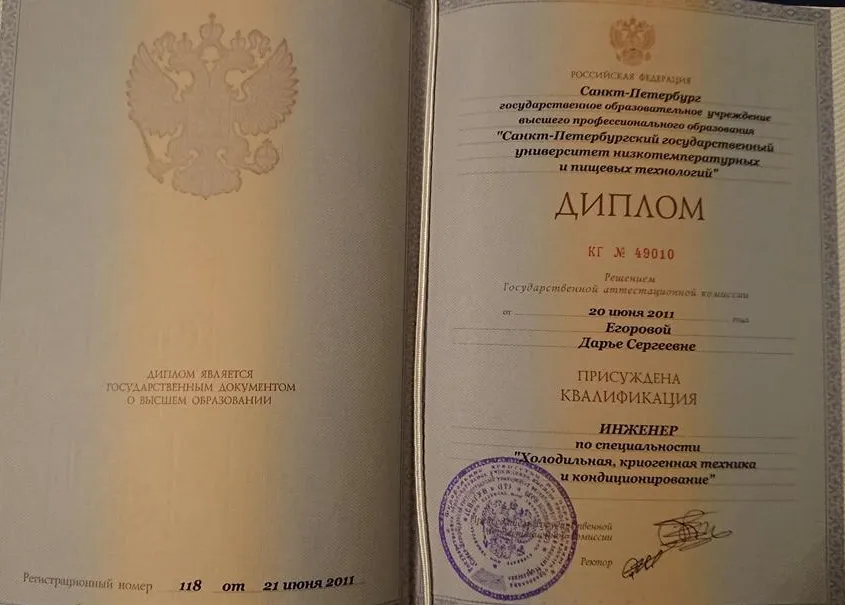 ДИПЛОМ ЯВЛЯЕТСЯ
ГОСУДАРСТВЕННЫМ ДОКУМЕНТОМ
О ВЫСШЕМ ОБРАЗОВАНИИ
Регистрационный номер 118 от 21 июня 2011
РОССИЙСКАЯ ФЕДЕРАЦИЯ
Санкт-Петербург
государственное образовательное учреждение
высшего профессионального образования
"Санкт-Петербургский государственный
университет низкотемпературных
и пищевых технологий"
ДИПЛОМ
КГ № 49010
Решением
Государственной аттестационной комиссии
от 20 июня 2011 года
Егоровой
Дарье Сергеевне
ПРИСУЖДЕНА
КВАЛИФИКАЦИЯ
ИНЖЕНЕР
по специальности
"Холодильная, криогенная техника
и кондиционирование"
комиссии
Ректор